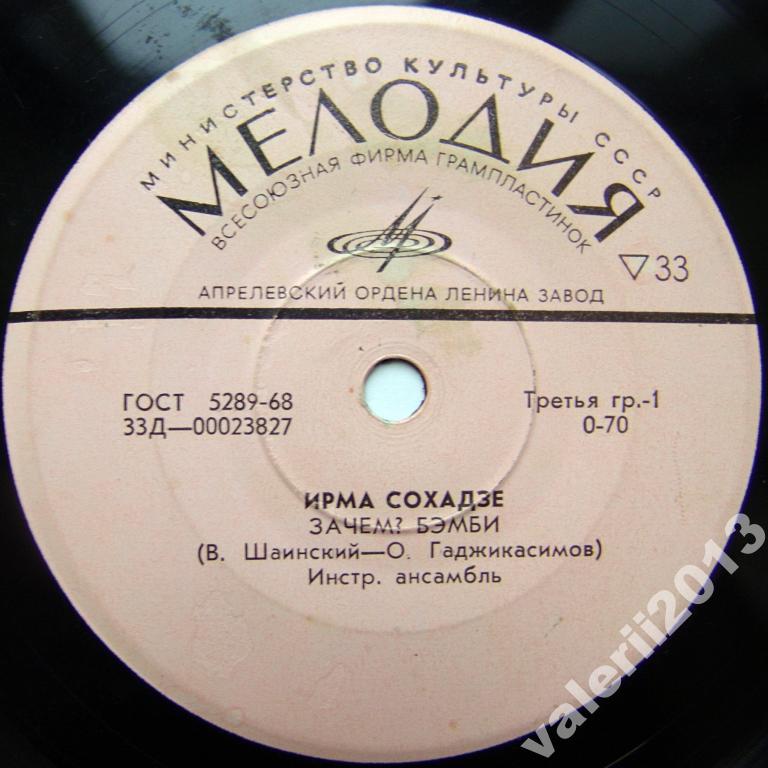 МИНИСТЕРСТВО КУЛЬТУРЫ СССР
МЕЛОДИЯ
ВСЕСОЮЗНАЯ ФИРМА ГРАМПЛАСТИНОК
▽33
АПРЕЛЕВСКИЙ ОРДЕНА ЛЕНИНА ЗАВОД
ГОСТ 5289-68
33Д—00023827
Третья гр.-1
0-70
ИРМА СОХАДЗЕ
ЗАЧЕМ? БЭМБИ
(В. Шаинский—О. Гаджикасимов)
Инстр. ансамбль
valerii2013